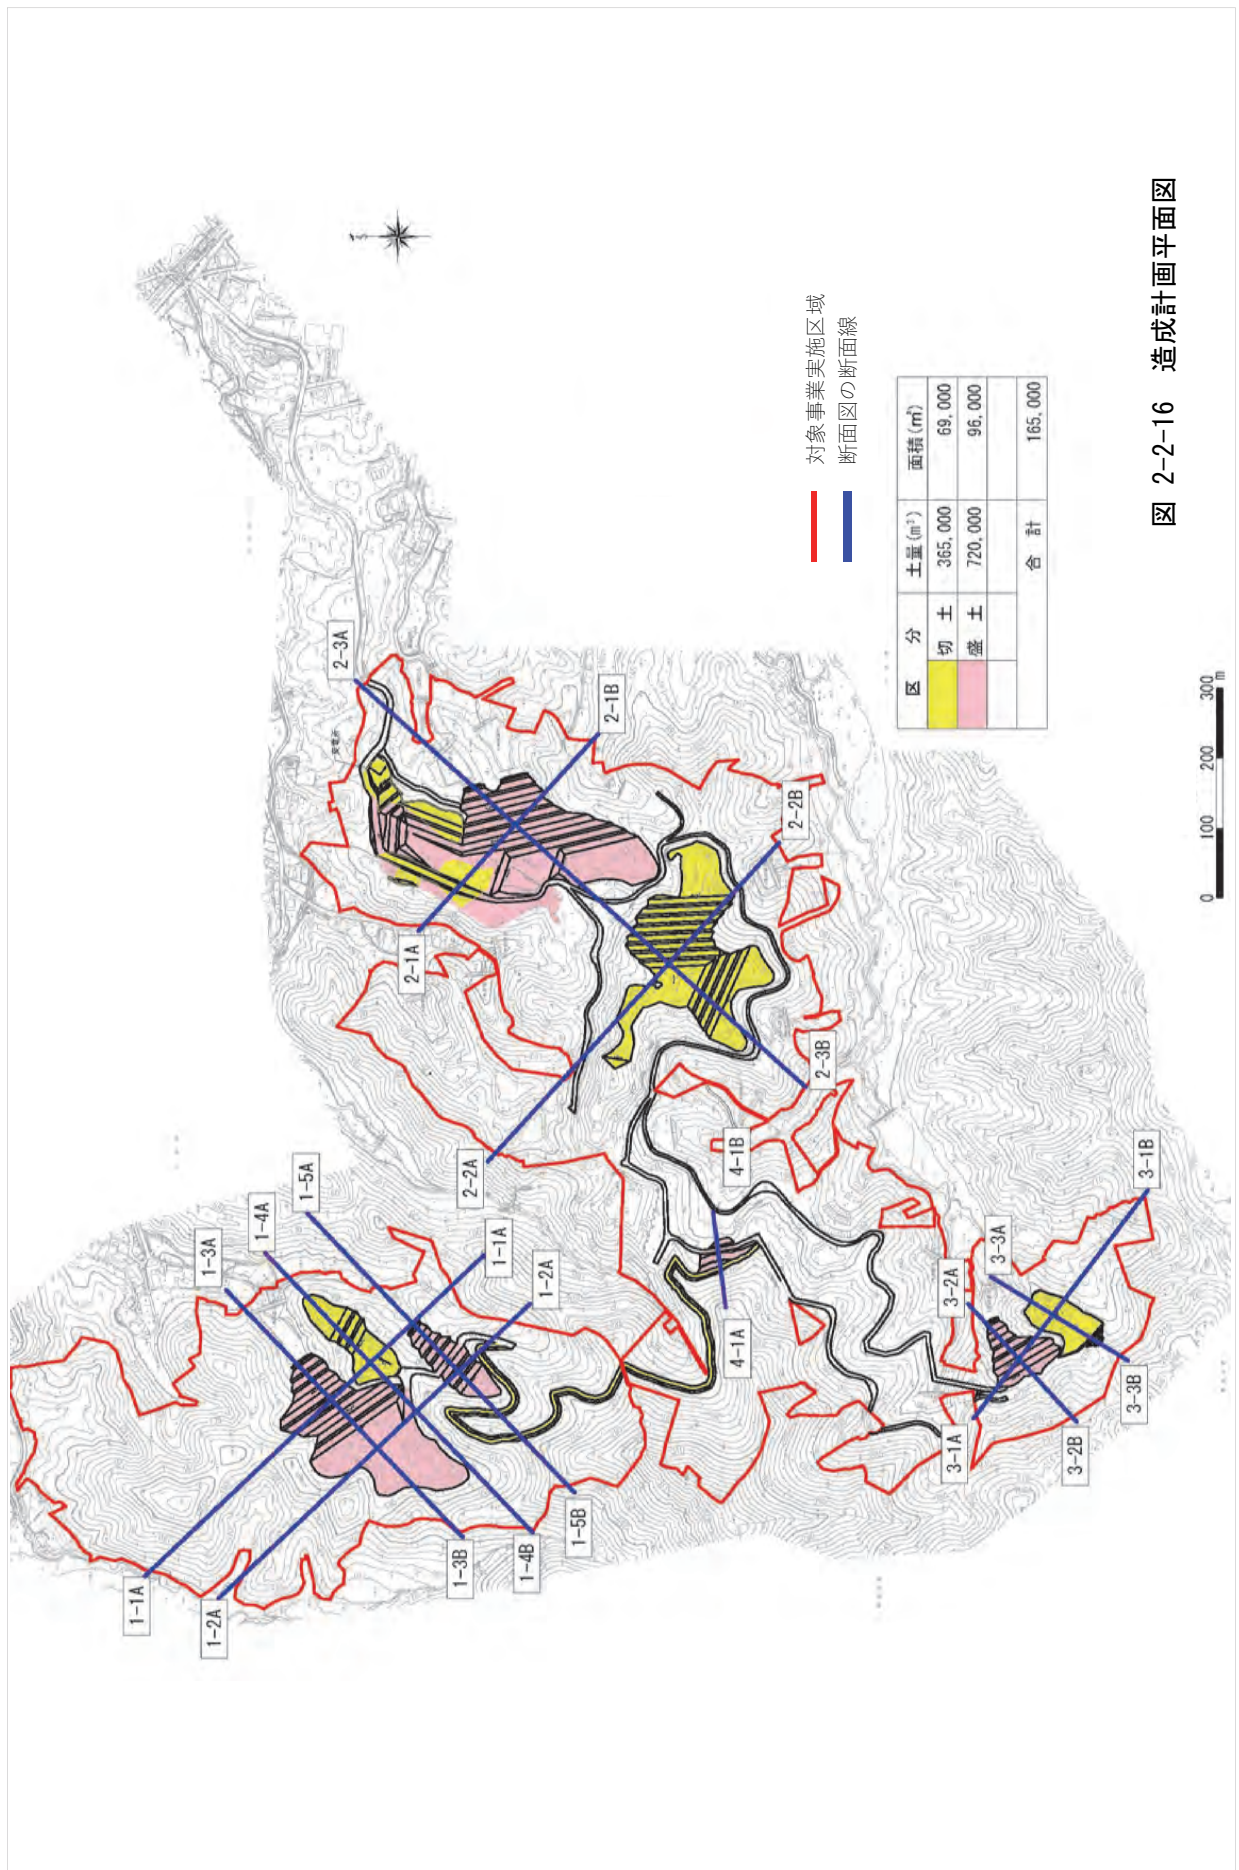 図 2-2-16 造成計画平面図
対象事業実施区域
断面図の断面線
区 分 土量(m³) 面積(㎡)
切 土 365,000 69,000
盛 土 720,000 96,000
合 計 165,000
0 100 200 300 m
1-1A
1-2A
1-3A
1-4A
1-5A
1-1A
1-2A
1-3B
1-4B
1-5B
2-1A
2-1B
2-2A
2-2B
2-3A
2-3B
3-1A
3-1B
3-2A
3-2B
3-3A
3-3B
4-1A
4-1B